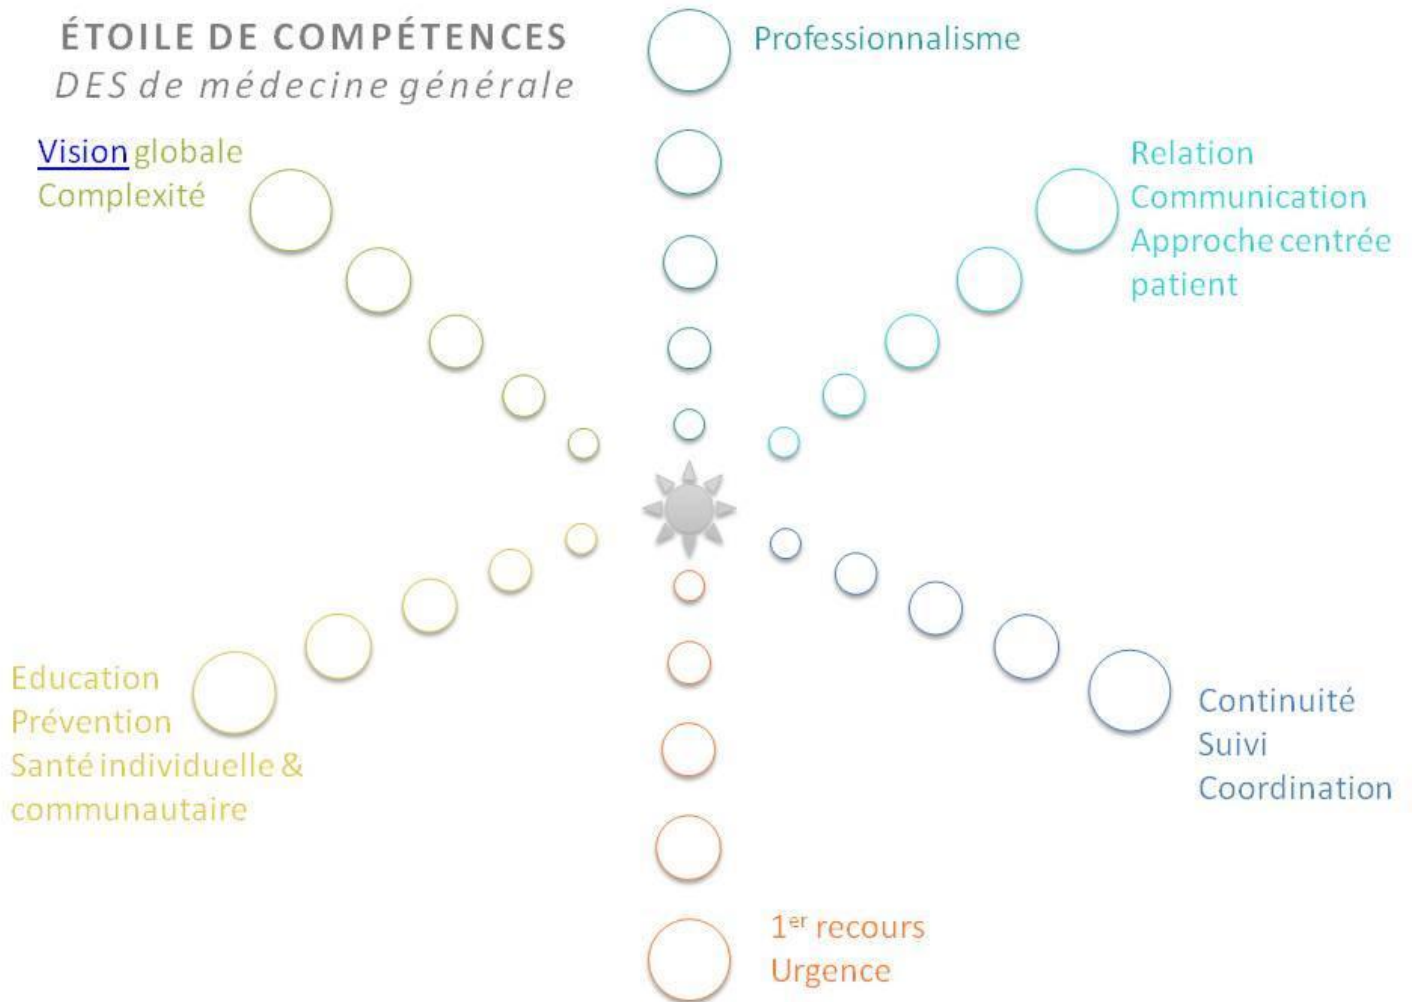 ÉTOILE DE COMPÉTENCES
DES de médecine générale
Professionnalisme
Vision globale
Complexité
Relation
Communication
Approche centrée
patient
Education
Prévention
Santé individuelle &
communautaire
Continuité
Suivi
Coordination
1er recours
Urgence